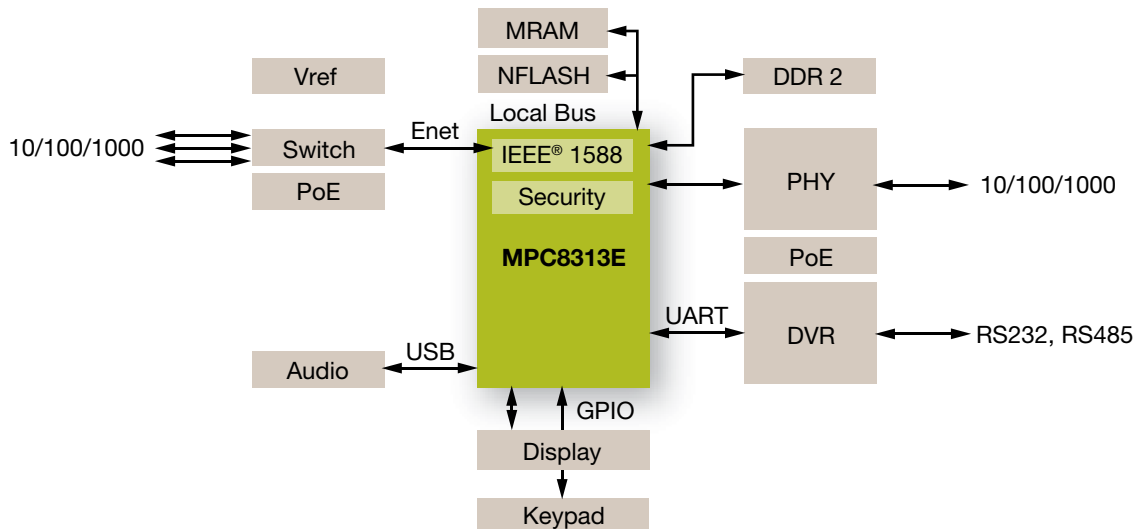 MRAM
Vref
NFLASH
DDR 2
Local Bus
10/100/1000
Switch
Enet
IEEE® 1588
PHY
10/100/1000
PoE
Security
MPC8313E
PoE
UART
DVR
RS232, RS485
Audio
USB
GPIO
Display
Keypad